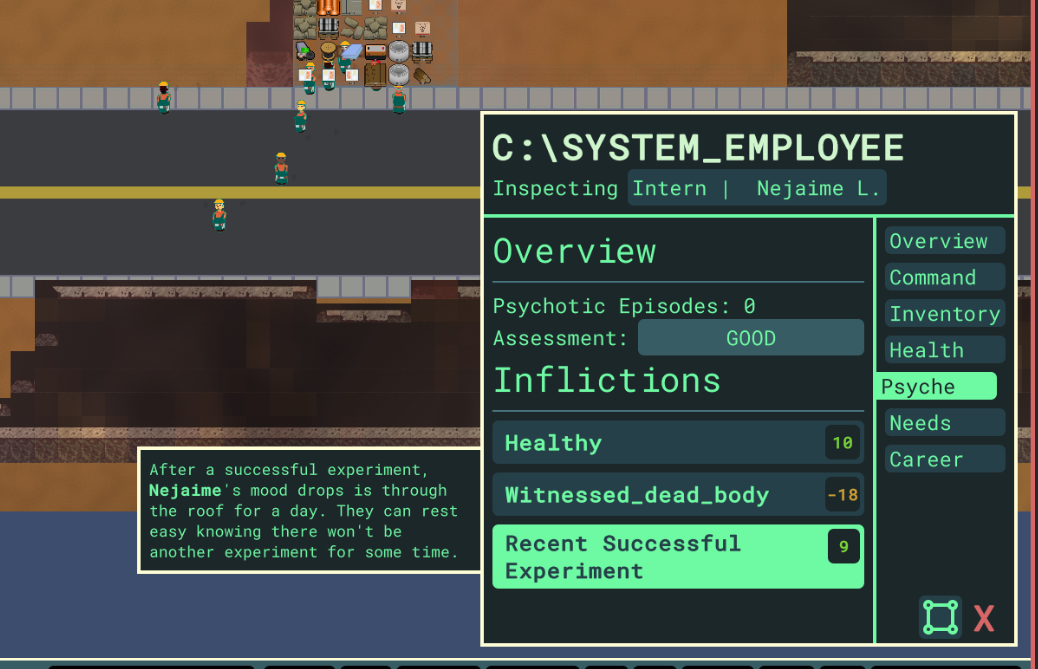 C:\SYSTEM_EMPLOYEE
Inspecting Intern | Nejaime L.
Overview
Psychotic Episodes: 0
Assessment: GOOD
Inflictions
Healthy 10
Witnessed_dead_body -18
Recent Successful 9
Experiment
Overview
Command
Inventory
Health
Psyche
Needs
Career
X
After a successful experiment,
Nejaime's mood drops is through
the roof for a day. They can rest
easy knowing there won't be
another experiment for some time.